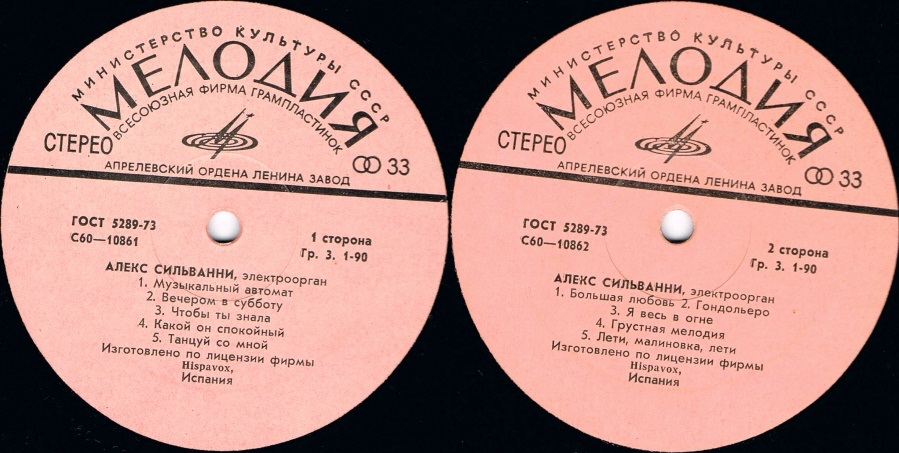 МИНИСТЕРСТВО КУЛЬТУРЫ СССР
МЕЛОДИЯ
ВСЕСОЮЗНАЯ ФИРМА ГРАМПЛАСТИНОК
СТЕРЕО
33
АПРЕЛЕВСКИЙ ОРДЕНА ЛЕНИНА ЗАВОД
ГОСТ 5289-73
С60—10861
1 сторона
Гр. 3. 1-90
АЛЕКС СИЛЬВАННИ, электроорган
1. Музыкальный автомат
2. Вечером в субботу
3. Чтобы ты знала
4. Какой он спокойный
5. Танцуй со мной
Изготовлено по лицензии фирмы
Hispavox,
Испания
МИНИСТЕРСТВО КУЛЬТУРЫ СССР
МЕЛОДИЯ
ВСЕСОЮЗНАЯ ФИРМА ГРАМПЛАСТИНОК
СТЕРЕО
33
АПРЕЛЕВСКИЙ ОРДЕНА ЛЕНИНА ЗАВОД
ГОСТ 5289-73
С60—10862
2 сторона
Гр. 3. 1-90
АЛЕКС СИЛЬВАННИ, электроорган
1. Большая любовь 2. Гондольеро
3. Я весь в огне
4. Грустная мелодия
5. Лети, малиновка, лети
Изготовлено по лицензии фирмы
Hispavox,
Испания